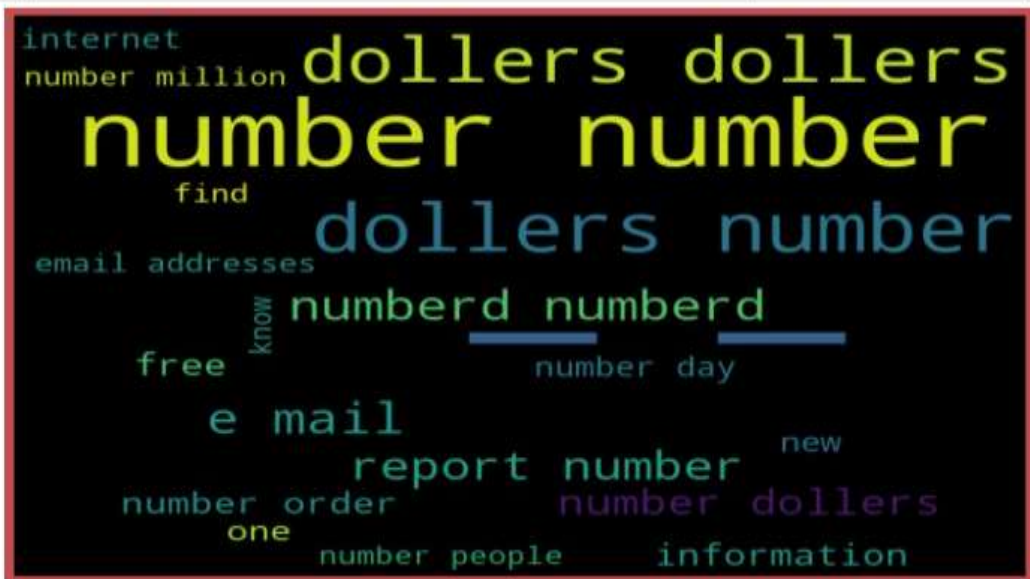 internet
dollers dollers
number million
number number
find
dollers number
email addresses
numberd numberd
know
free
number day
e mail
new
report number
number order
number dollers
one
number people
information